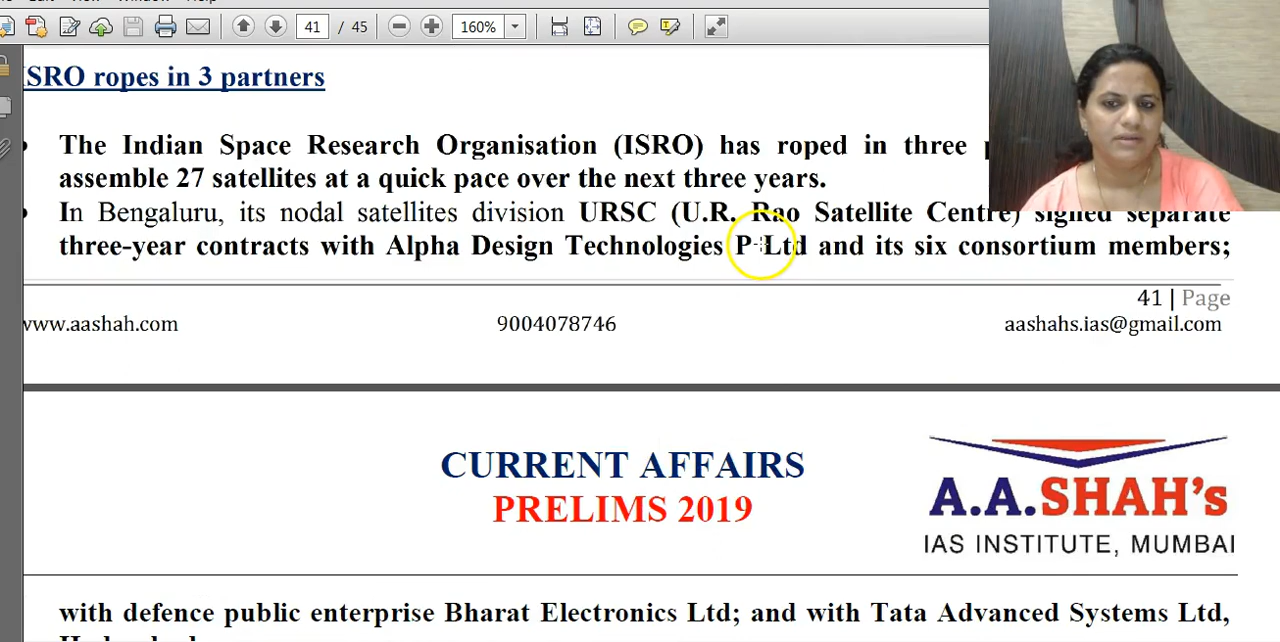 41 / 45
160%
ISRO ropes in 3 partners
The Indian Space Research Organisation (ISRO) has roped in three
assemble 27 satellites at a quick pace over the next three years.
In Bengaluru, its nodal satellites division URSC (U.R. Rao Satellite Centre) signed separate
three-year contracts with Alpha Design Technologies P Ltd and its six consortium members;
41 | Page
www.aashah.com 9004078746 aashahs.ias@gmail.com
CURRENT AFFAIRS
PRELIMS 2019
A.A.SHAH's
IAS INSTITUTE, MUMBAI
with defence public enterprise Bharat Electronics Ltd; and with Tata Advanced Systems Ltd,